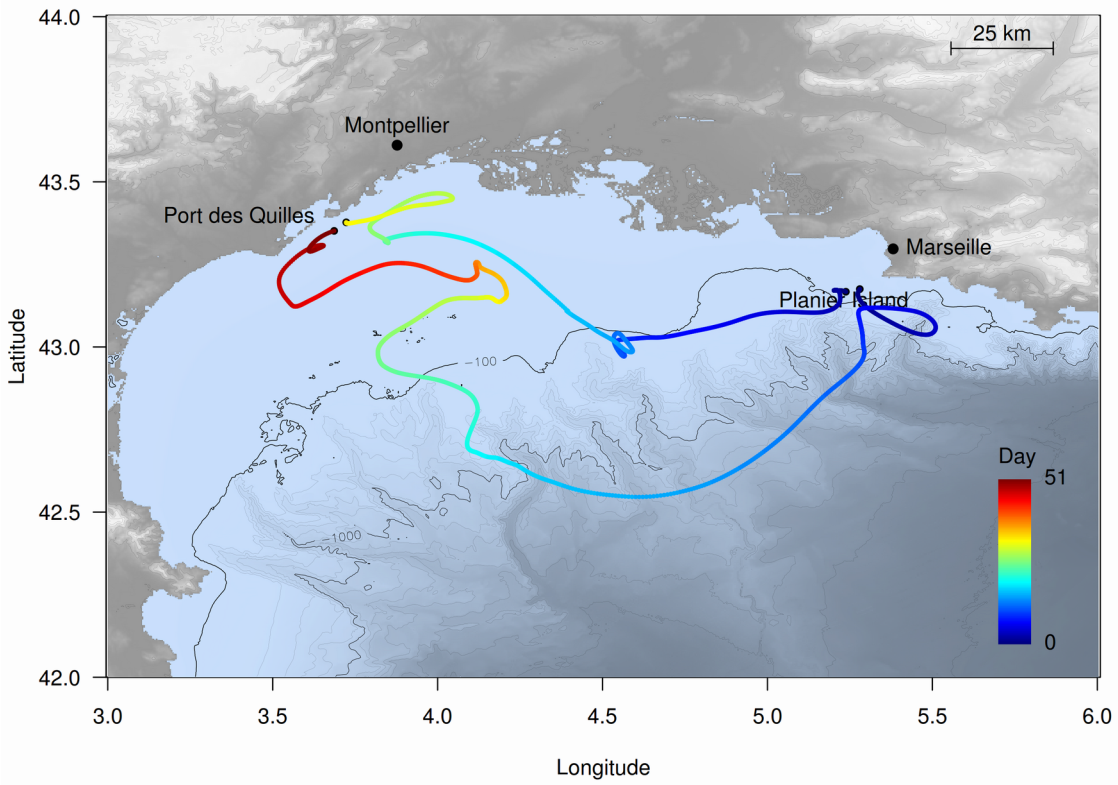 44.0
25 km
Montpellier
43.5
Port des Quilles
Marseille
Planier Island
43.0
−100
Latitude
Day
51
42.5
−1000
0
42.0
3.0 3.5 4.0 4.5 5.0 5.5 6.0
Longitude